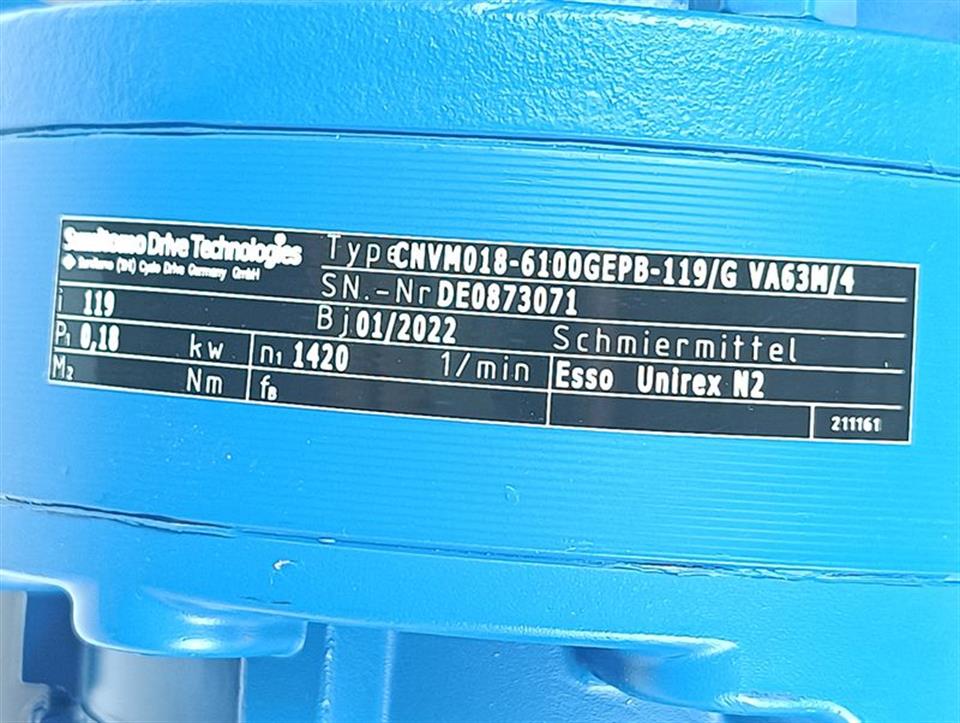 Sumitomo Drive Technologies
Sumitomo (SHI) Cyclo Drive Germany GmbH
Type CNVM018-6100GEPB-119/G VA63M/4
SN.-Nr DE0873071
i 119
Bj 01/2022
Schmiermittel
P1 0,18 kw n1 1420 1/min
Esso Unirex N2
M2 Nm fB
211161